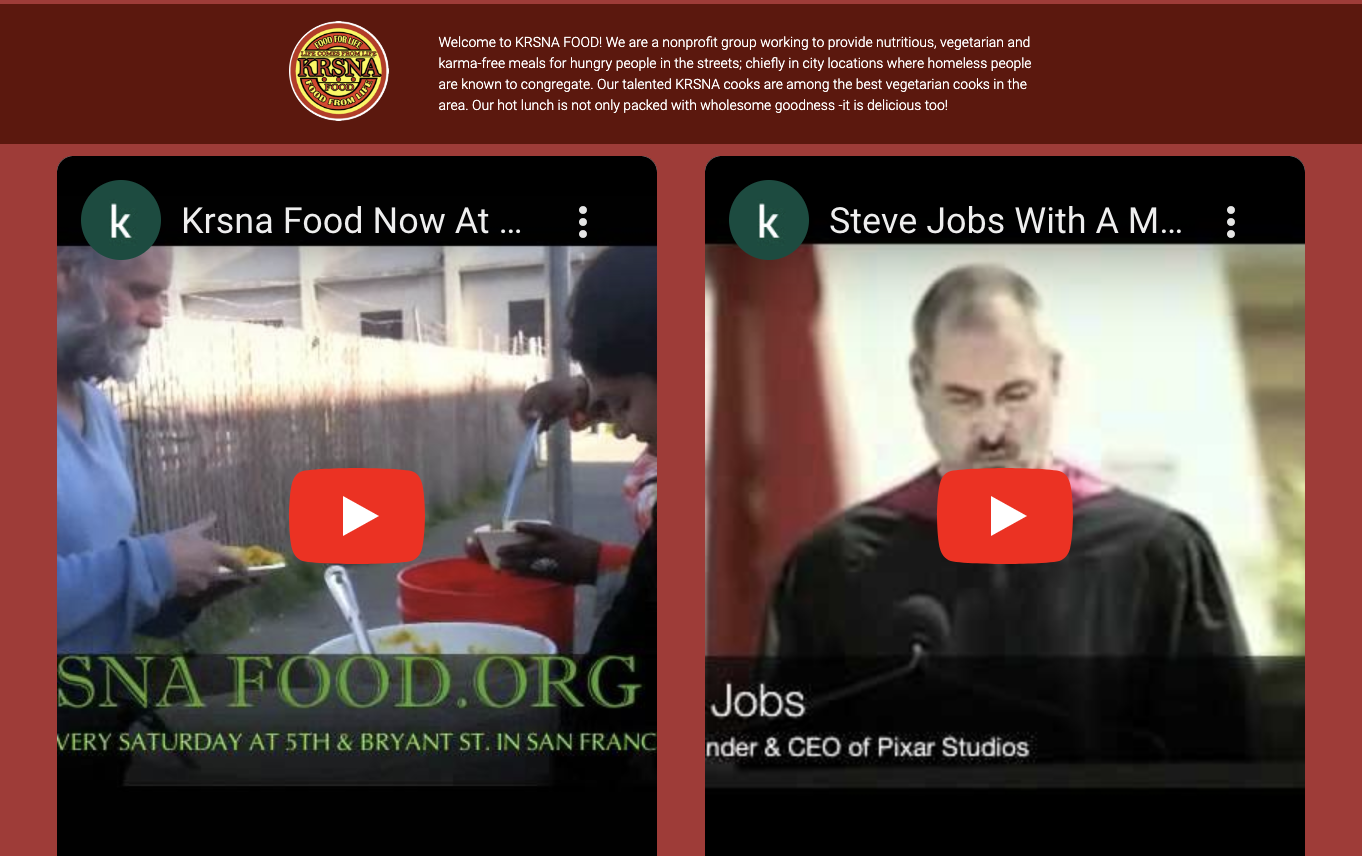 FOOD FOR LIFE
LIFE COMES FROM LIFE
KRSNA
FOOD
FOOD FROM LIFE
Welcome to KRSNA FOOD! We are a nonprofit group working to provide nutritious, vegetarian and
karma-free meals for hungry people in the streets; chiefly in city locations where homeless people
are known to congregate. Our talented KRSNA cooks are among the best vegetarian cooks in the
area. Our hot lunch is not only packed with wholesome goodness -it is delicious too!
k
Krsna Food Now At ...
SNA FOOD.ORG
VERY SATURDAY AT 5TH & BRYANT ST. IN SAN FRANC
k
Steve Jobs With A M...
Jobs
nder & CEO of Pixar Studios